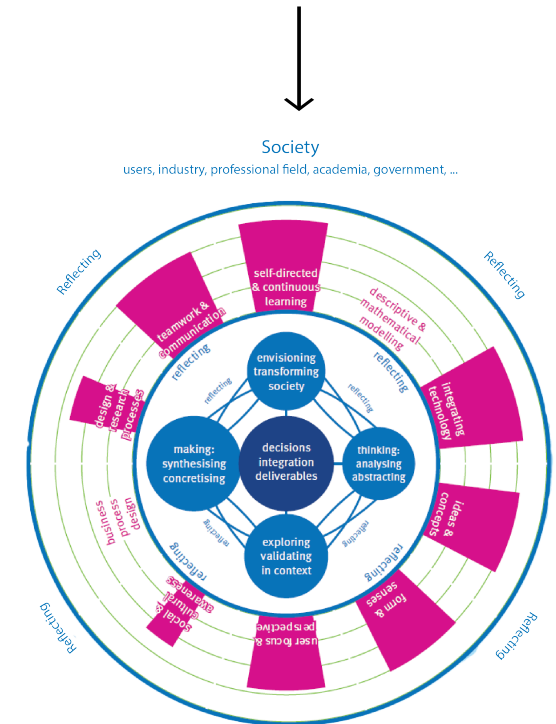 Society
users, industry, professional field, academia, government, ...
Reflecting
Reflecting
self-directed
& continuous
learning
teamwork &
communication
descriptive &
mathematical
modelling
reflecting
reflecting
envisioning
transforming
society
reflecting
reflecting
design &
research
processes
integrating
technology
making:
synthesising
concretising
decisions
integration
deliverables
thinking:
analysing
abstracting
business
process
design
ideas &
concepts
reflecting
reflecting
exploring
validating
in context
reflecting
reflecting
social &
cultural
awareness
form &
senses
user focus &
perspective
Reflecting
Reflecting